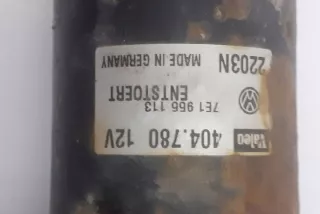 Valeo 404.780 12V
7E1 955 113
ENTSTOERT
2203N MADE IN GERMANY